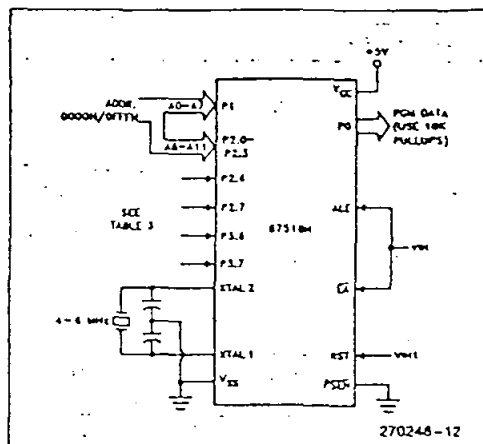 +5V
VCC
ADDR.
0000H/0FFFH
A0-A7
P1
P0
PGM DATA
(USE 10K
PULLUPS)
P2.0-
P2.3
A8-A11
P2.6
P2.7
SEE
TABLE 3
P3.6
P3.7
8751BH
ALE
VIH
EA
XTAL 2
4-6 MHz
XTAL 1
VSS
RST
VIH1
PSEN
270248-12